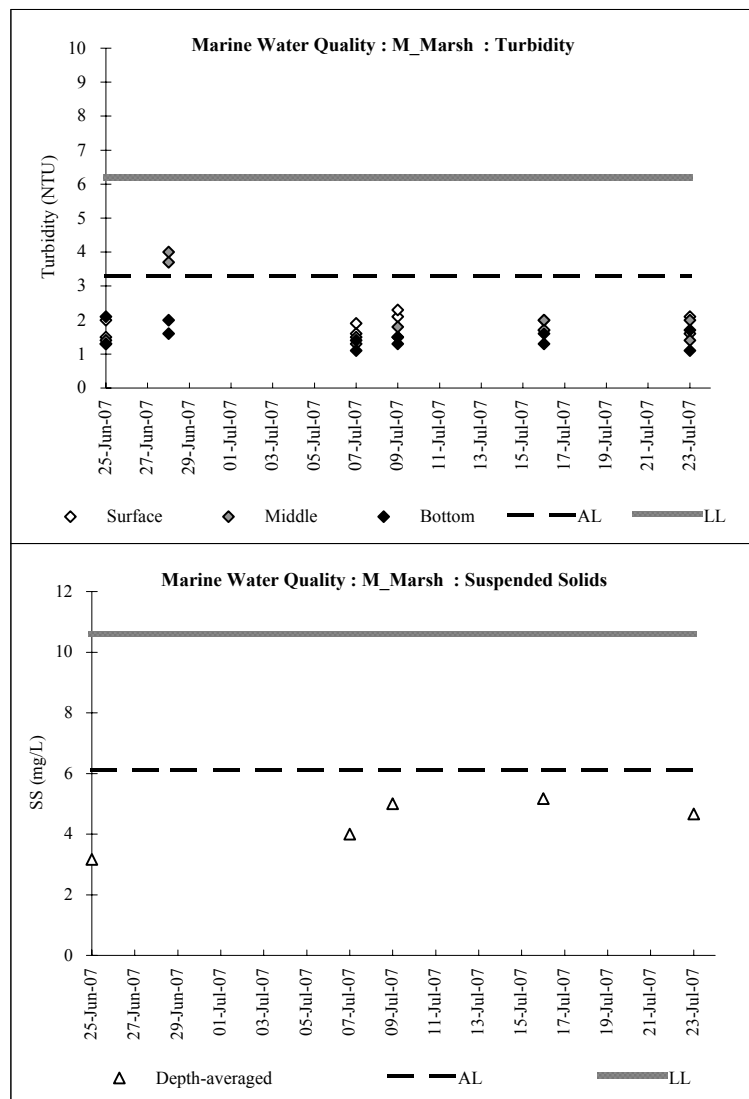 Marine Water Quality : M_Marsh : Turbidity
10
9
8
7
6
5
4
3
2
1
0
Turbidity (NTU)
25-Jun-07
27-Jun-07
29-Jun-07
01-Jul-07
03-Jul-07
05-Jul-07
07-Jul-07
09-Jul-07
11-Jul-07
13-Jul-07
15-Jul-07
17-Jul-07
19-Jul-07
21-Jul-07
23-Jul-07
Surface Middle Bottom AL LL
Marine Water Quality : M_Marsh : Suspended Solids
12
10
8
6
4
2
0
SS (mg/L)
25-Jun-07
27-Jun-07
29-Jun-07
01-Jul-07
03-Jul-07
05-Jul-07
07-Jul-07
09-Jul-07
11-Jul-07
13-Jul-07
15-Jul-07
17-Jul-07
19-Jul-07
21-Jul-07
23-Jul-07
Depth-averaged AL LL